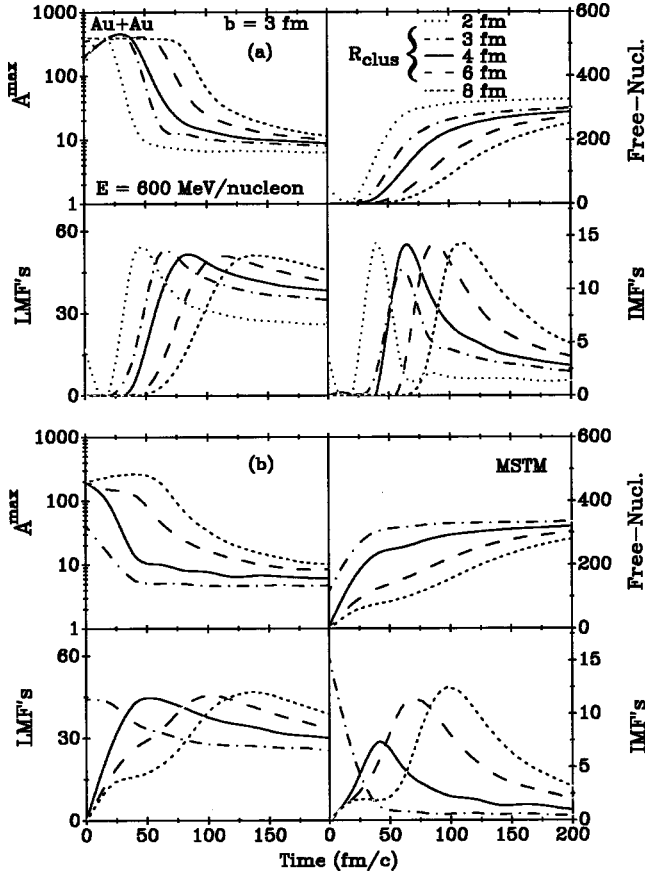 Au+Au b = 3 fm
(a)
E = 600 MeV/nucleon
A^max
1000
100
10
1
R_clus
2 fm
3 fm
4 fm
6 fm
8 fm
600
400
200
0
Free-Nucl.
LMF's
60
30
0
15
10
5
0
IMF's
(b)
A^max
1000
100
10
1
MSTM
600
400
200
0
Free-Nucl.
LMF's
60
30
0
15
10
5
0
IMF's
0 50 100 150 0 50 100 150 200
Time (fm/c)